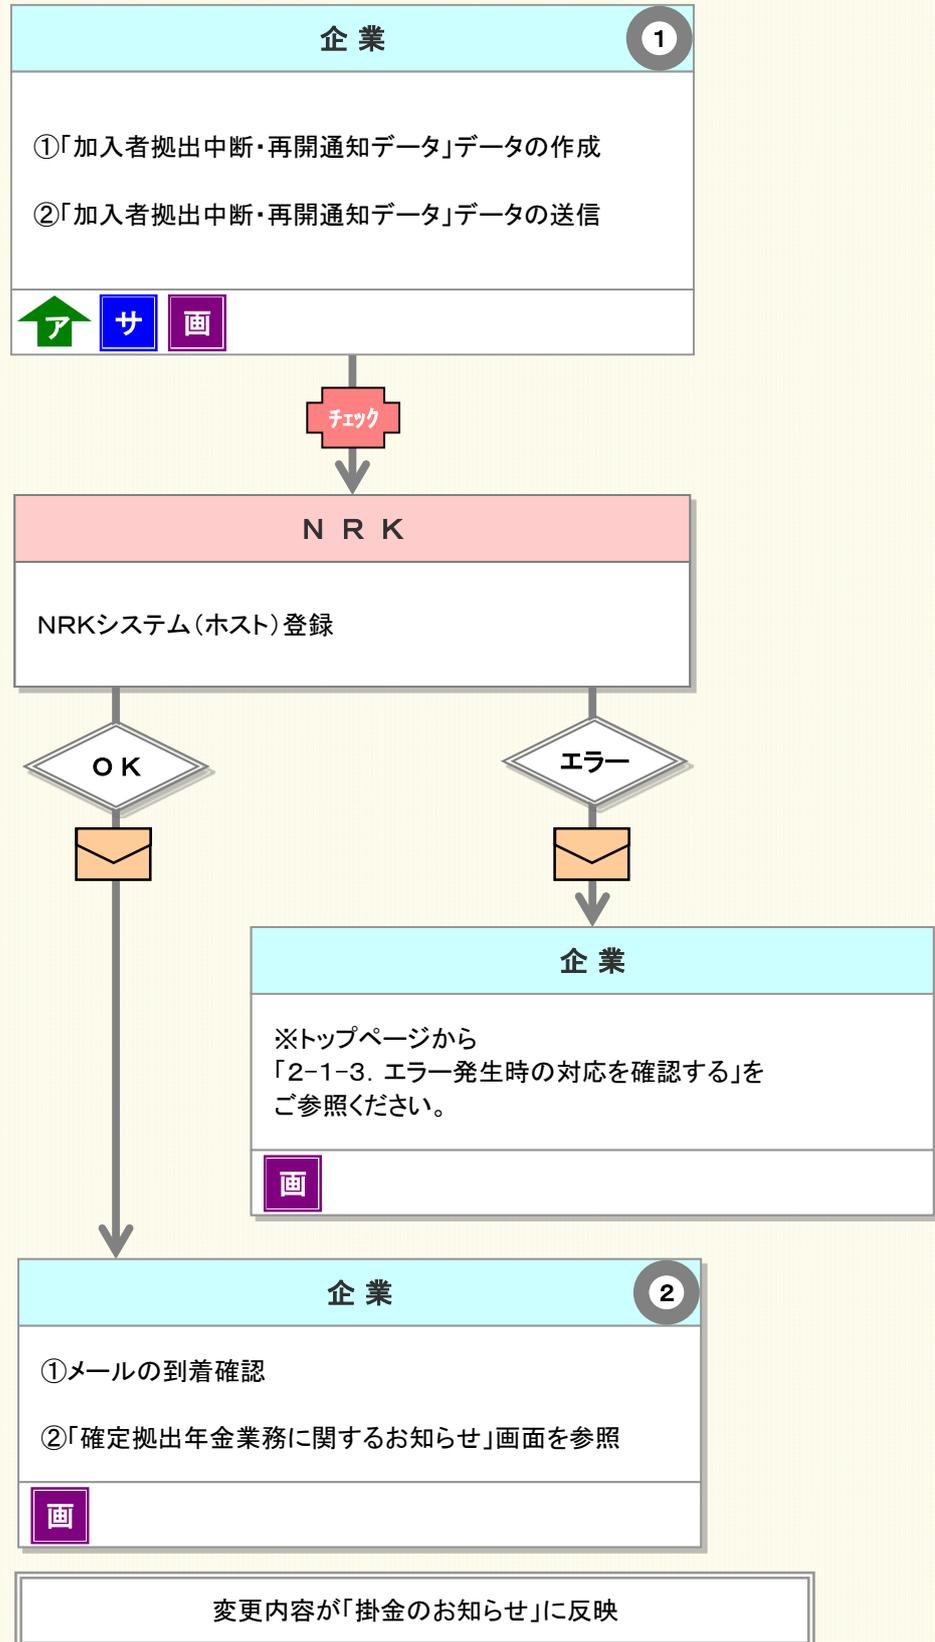 企業
1
①「加入者拠出中断・再開通知データ」データの作成
②「加入者拠出中断・再開通知データ」データの送信
ア
サ
画
チェック
ＮＲＫ
NRKシステム（ホスト）登録
ＯＫ
エラー
企業
※トップページから
「2-1-3．エラー発生時の対応を確認する」を
ご参照ください。
画
企業
2
①メールの到着確認
②「確定拠出年金業務に関するお知らせ」画面を参照
画
変更内容が「掛金のお知らせ」に反映